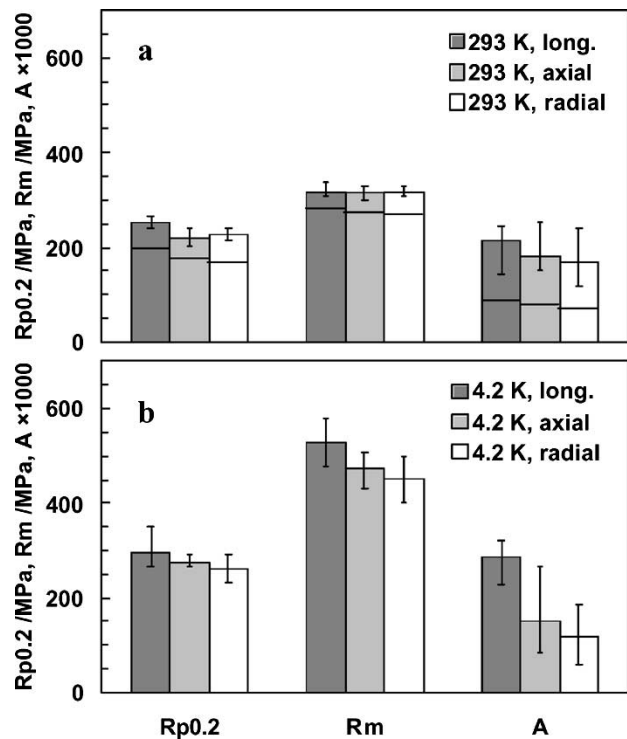 Rp0.2 /MPa, Rm /MPa, A ×1000
600
400
200
0
a
293 K, long.
293 K, axial
293 K, radial
Rp0.2 /MPa, Rm /MPa, A ×1000
600
400
200
0
b
4.2 K, long.
4.2 K, axial
4.2 K, radial
Rp0.2 Rm A